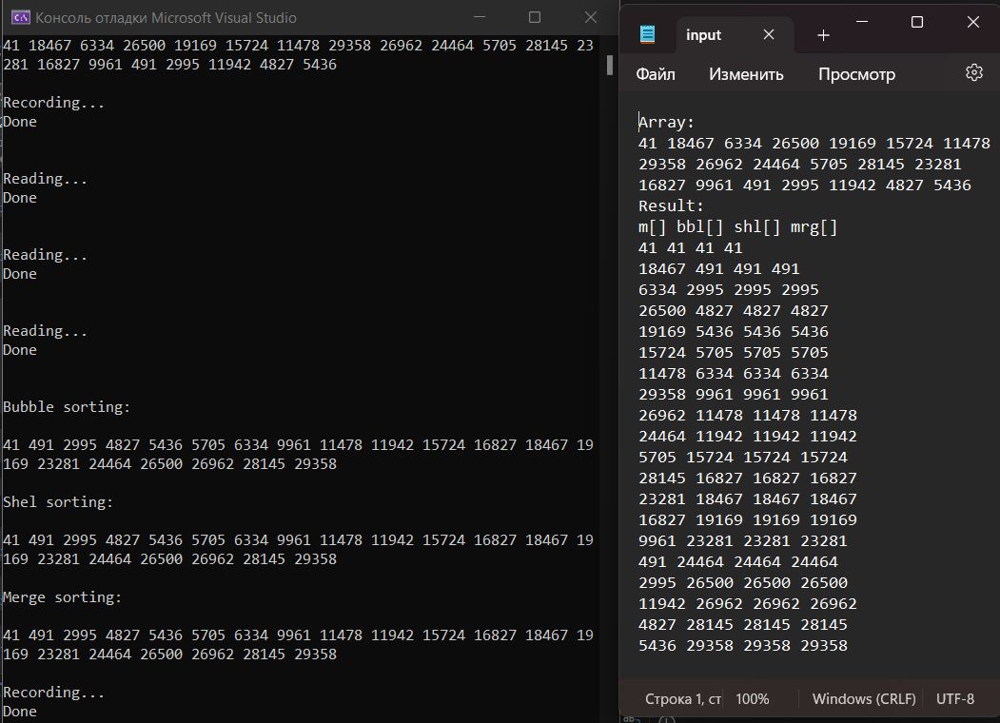 Консоль отладки Microsoft Visual Studio
41 18467 6334 26500 19169 15724 11478 29358 26962 24464 5705 28145 23
281 16827 9961 491 2995 11942 4827 5436
Recording...
Done
Reading...
Done
Reading...
Done
Reading...
Done
Bubble sorting:
41 491 2995 4827 5436 5705 6334 9961 11478 11942 15724 16827 18467 19
169 23281 24464 26500 26962 28145 29358
Shel sorting:
41 491 2995 4827 5436 5705 6334 9961 11478 11942 15724 16827 18467 19
169 23281 24464 26500 26962 28145 29358
Merge sorting:
41 491 2995 4827 5436 5705 6334 9961 11478 11942 15724 16827 18467 19
169 23281 24464 26500 26962 28145 29358
Recording...
Done
input
Файл Изменить Просмотр
Array:
41 18467 6334 26500 19169 15724 11478
29358 26962 24464 5705 28145 23281
16827 9961 491 2995 11942 4827 5436
Result:
m[] bbl[] shl[] mrg[]
41 41 41 41
18467 491 491 491
6334 2995 2995 2995
26500 4827 4827 4827
19169 5436 5436 5436
15724 5705 5705 5705
11478 6334 6334 6334
29358 9961 9961 9961
26962 11478 11478 11478
24464 11942 11942 11942
5705 15724 15724 15724
28145 16827 16827 16827
23281 18467 18467 18467
16827 19169 19169 19169
9961 23281 23281 23281
491 24464 24464 24464
2995 26500 26500 26500
11942 26962 26962 26962
4827 28145 28145 28145
5436 29358 29358 29358
Строка 1, ст 100% Windows (CRLF) UTF-8